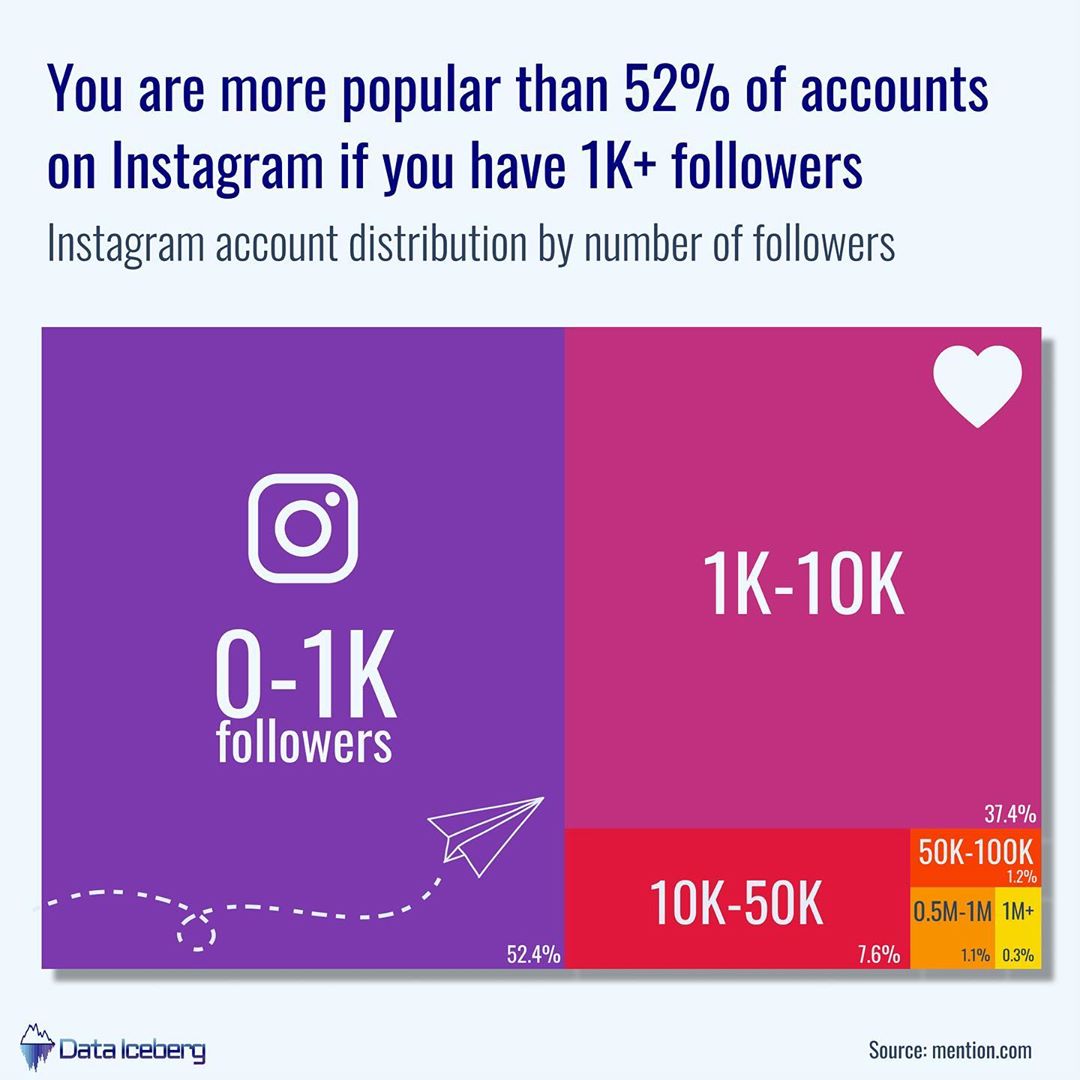 You are more popular than 52% of accounts
on Instagram if you have 1K+ followers
Instagram account distribution by number of followers
0-1K
followers
52.4%
1K-10K
37.4%
10K-50K
7.6%
50K-100K
1.2%
0.5M-1M
1.1%
1M+
0.3%
Data Iceberg
Source: mention.com